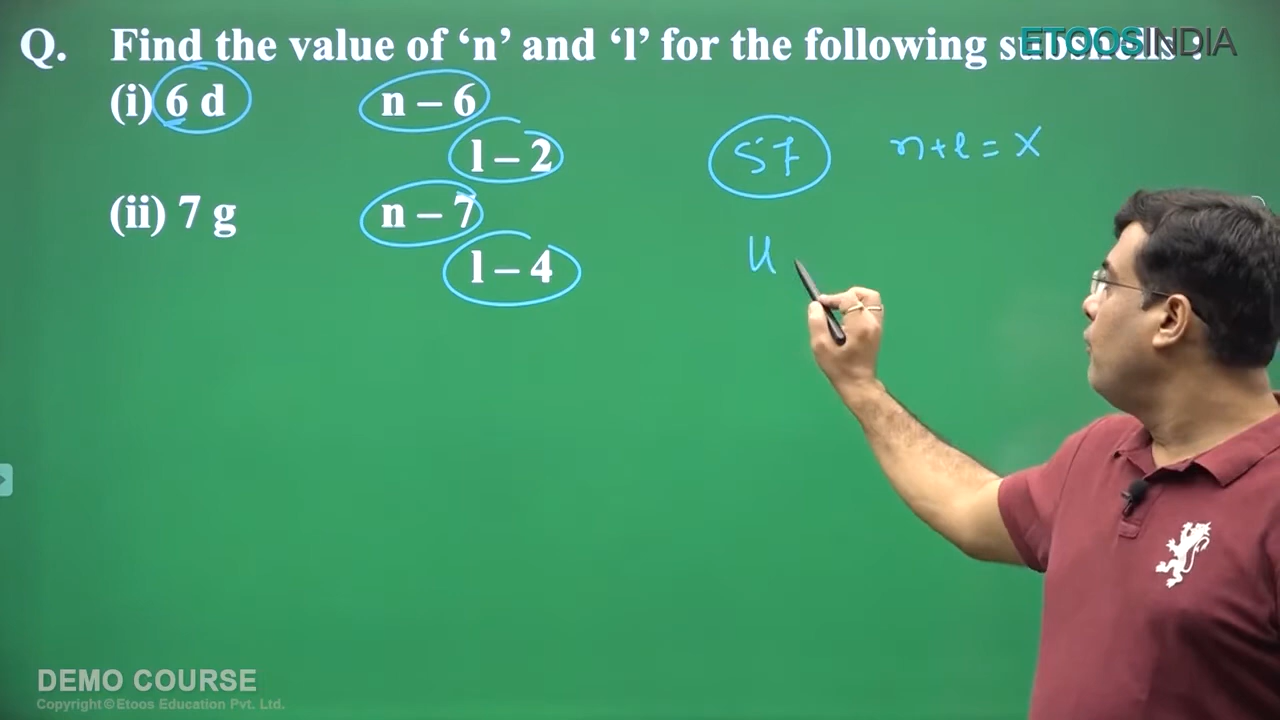 Q. Find the value of ‘n’ and ‘l’ for the following subshells :
ETOOSINDIA
(i) 6 d n – 6
l – 2
5f n+l = x
(ii) 7 g n – 7
l – 4
DEMO COURSE
Copyright © Etoos Education Pvt. Ltd.